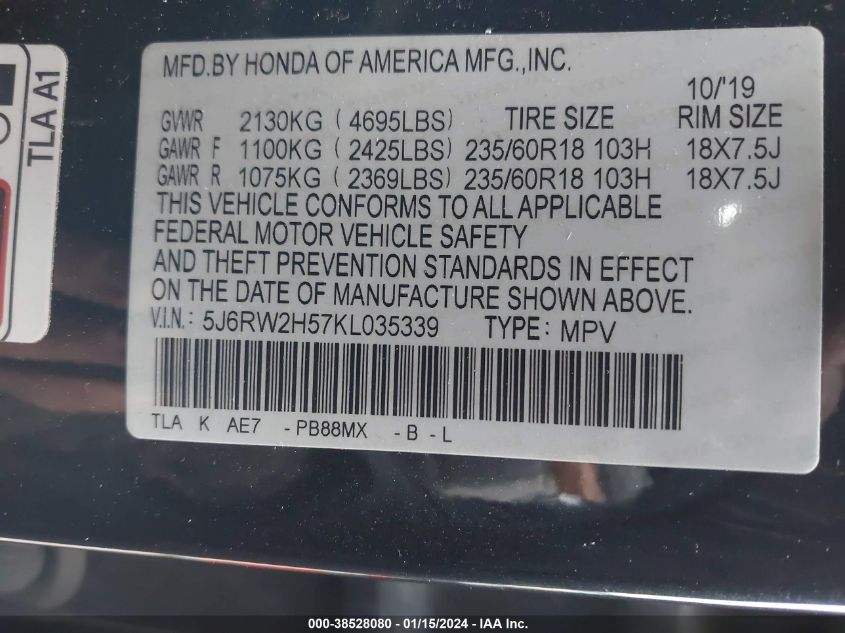 TLA A1
MFD.BY HONDA OF AMERICA MFG.,INC.
10/'19
GVWR 2130KG ( 4695LBS) TIRE SIZE RIM SIZE
GAWR F 1100KG ( 2425LBS) 235/60R18 103H 18X7.5J
GAWR R 1075KG ( 2369LBS) 235/60R18 103H 18X7.5J
THIS VEHICLE CONFORMS TO ALL APPLICABLE
FEDERAL MOTOR VEHICLE SAFETY
AND THEFT PREVENTION STANDARDS IN EFFECT
ON THE DATE OF MANUFACTURE SHOWN ABOVE.
V.I.N.: 5J6RW2H57KL035339 TYPE: MPV
TLA K AE7 -PB88MX -B -L
000-38528080 - 01/15/2024 - IAA Inc.